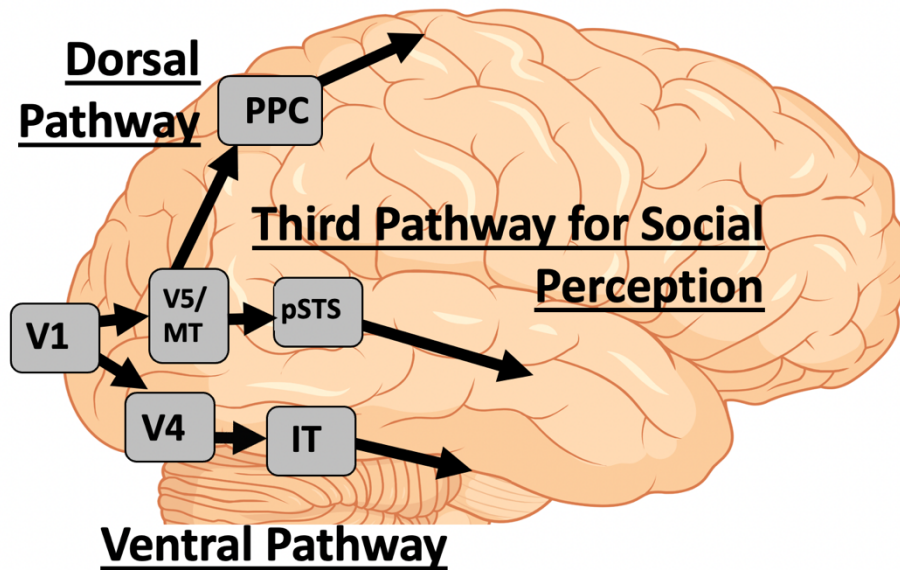 Dorsal
Pathway
PPC
Third Pathway for Social
Perception
V1
V5/
MT
pSTS
V4
IT
Ventral Pathway